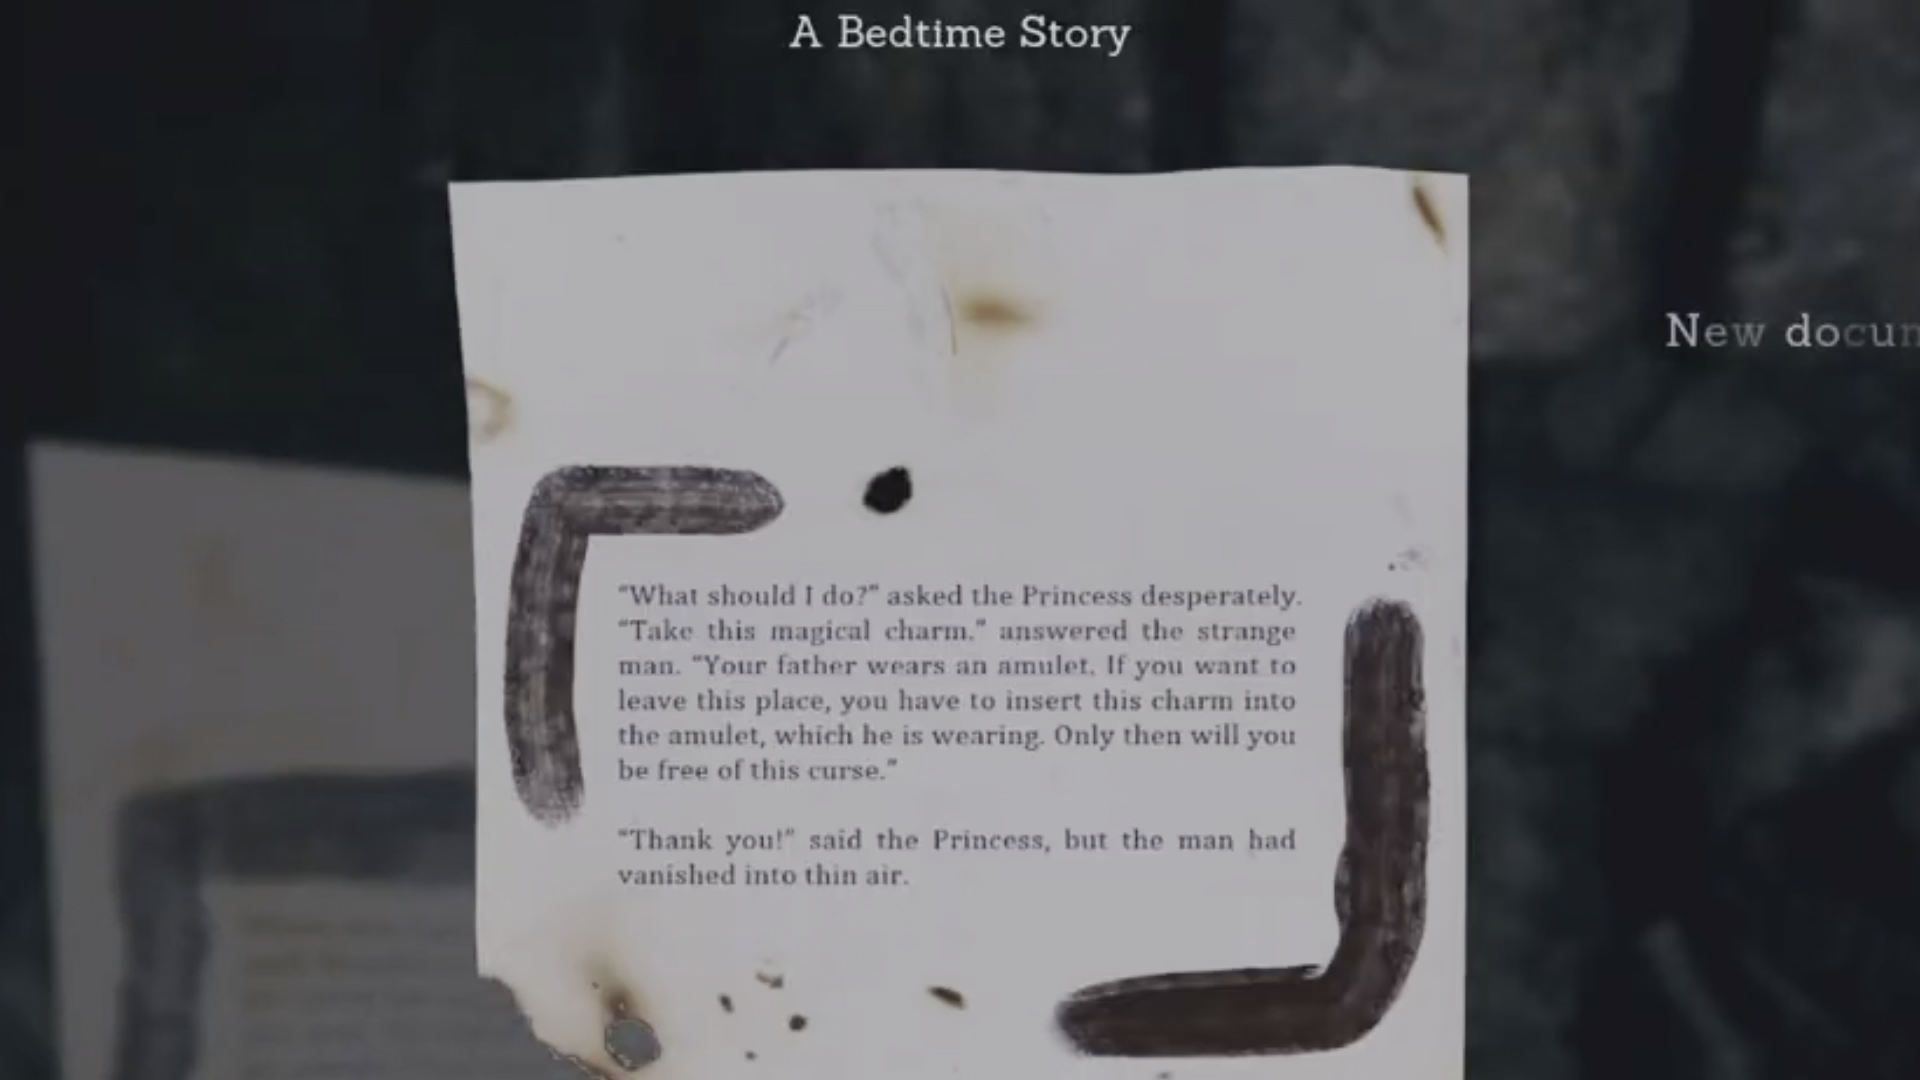 A Bedtime Story
New
"What should I do?" asked the Princess desperately.
"Take this magical charm." answered the strange
man. "Your father wears an amulet. If you want to
leave this place, you have to insert this charm into
the amulet, which he is wearing. Only then will you
be free of this curse."
"Thank you!" said the Princess, but the man had
vanished into thin air.